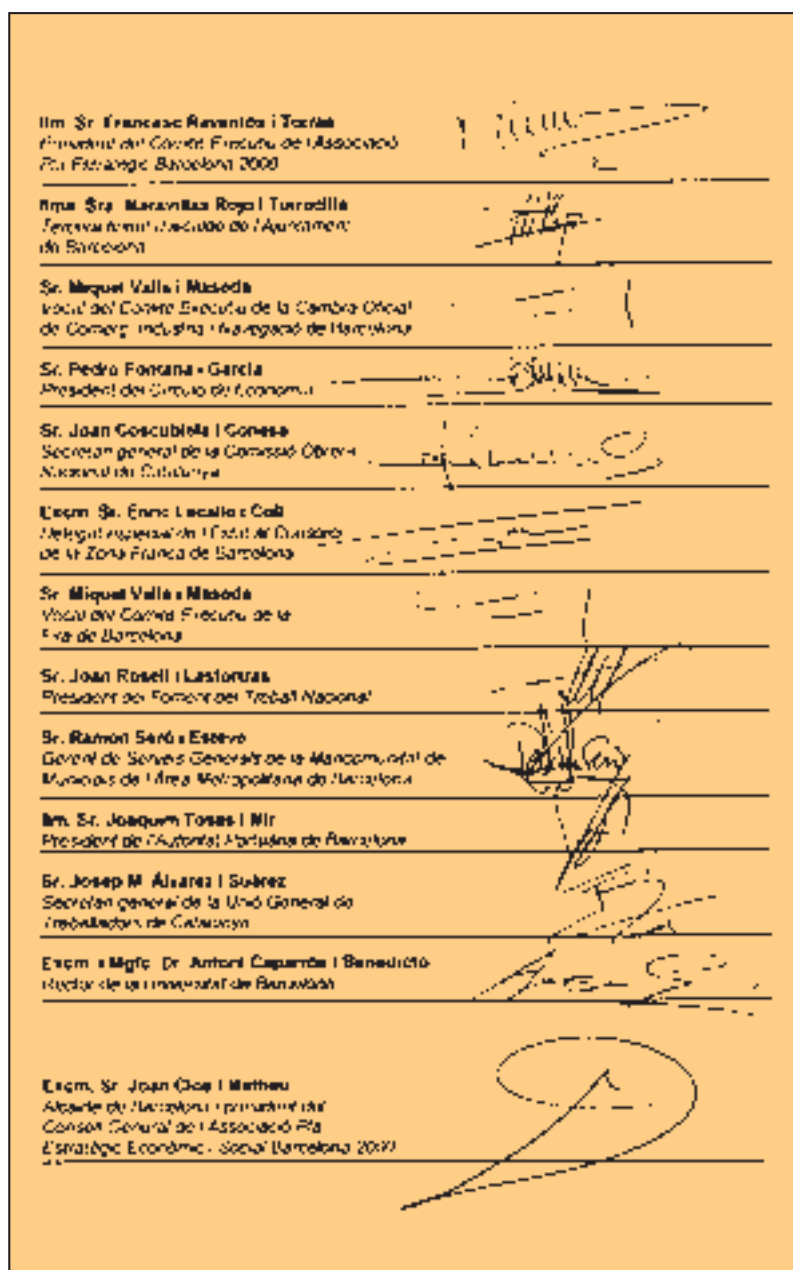 Ilm. Sr. Francesc Raventós i Torras
President del Comitè Executiu de l'Associació
Pla Estratègic Barcelona 2000
Ilma. Sra. Maravillas Rojo i Torrecilla
Tercera tinent d'alcalde de l'Ajuntament
de Barcelona
Sr. Miquel Valls i Maseda
Vocal del Comitè Executiu de la Cambra Oficial
de Comerç, Indústria i Navegació de Barcelona
Sr. Pedro Fontana i García
President del Círculo de Economía
Sr. Joan Coscubiela i Conesa
Secretari general de la Comissió Obrera
Nacional de Catalunya
Excm. Sr. Enric Lacalle i Coll
Delegat especial de l'Estat al Consorci
de la Zona Franca de Barcelona
Sr. Miquel Valls i Maseda
Vocal del Comitè Executiu de la
Fira de Barcelona
Sr. Joan Rosell i Lastortras
President del Foment del Treball Nacional
Sr. Ramon Seró i Esteve
Gerent de Serveis Generals de la Mancomunitat de
Municipis de l'Àrea Metropolitana de Barcelona
Ilm. Sr. Joaquim Tosas i Mir
President de l'Autoritat Portuària de Barcelona
Sr. Josep M. Álvarez i Suárez
Secretari general de la Unió General de
Treballadors de Catalunya
Excm. i Mgfc. Dr. Antoni Caparrós i Benedicto
Rector de la Universitat de Barcelona
Excm. Sr. Joan Clos i Matheu
Alcalde de Barcelona i president del
Consell General de l'Associació Pla
Estratègic Econòmic i Social Barcelona 2000